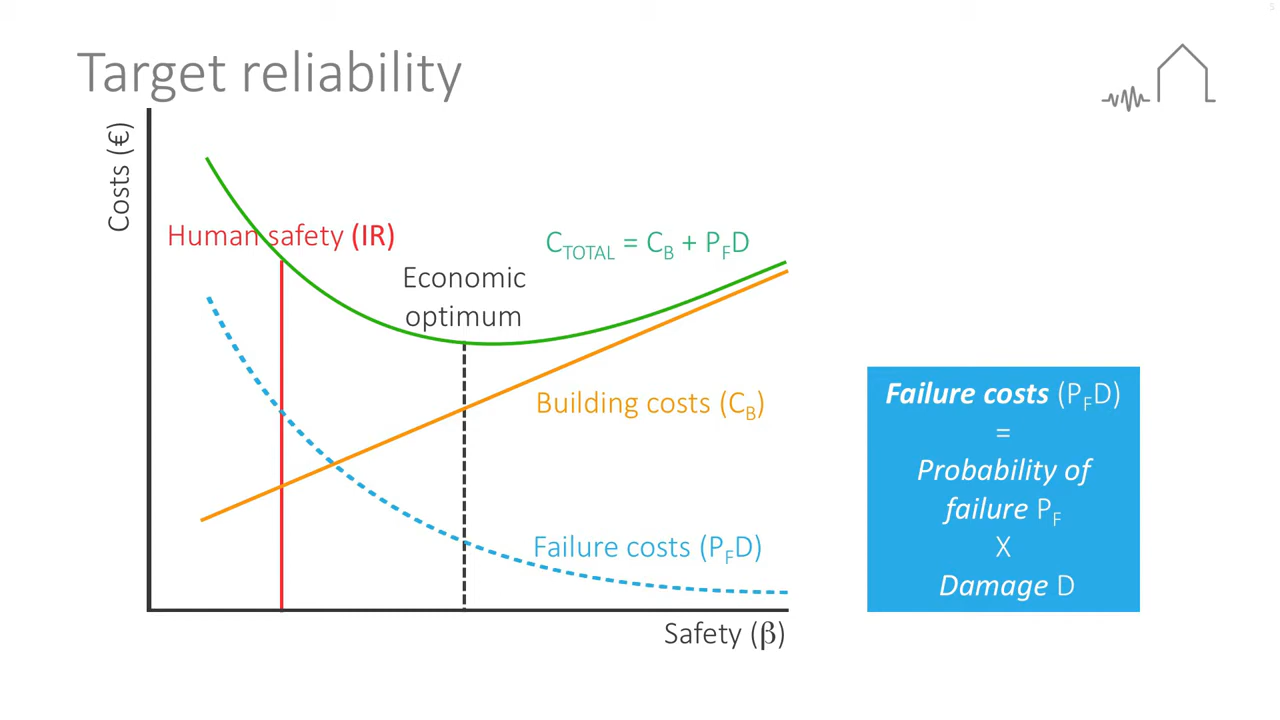 Target reliability
Costs (€)
Human safety (IR)
C_TOTAL = C_B + P_FD
Economic
optimum
Building costs (C_B)
Failure costs (P_FD)
Safety (β)
Failure costs (P_FD)
=
Probability of
failure P_F
X
Damage D